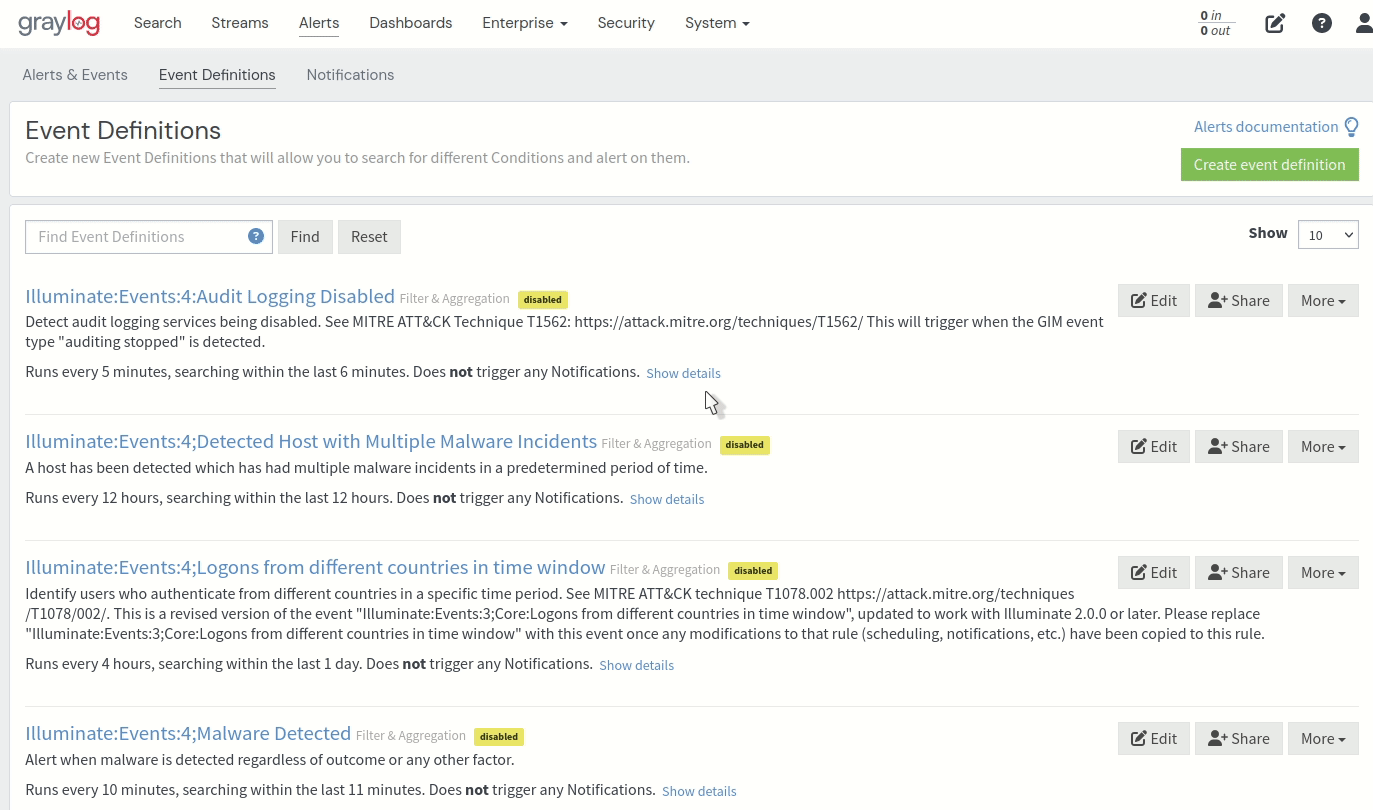 graylog Search Streams Alerts Dashboards Enterprise Security System 0 in
0 out
Alerts & Events Event Definitions Notifications
Event Definitions
Alerts documentation
Create new Event Definitions that will allow you to search for different Conditions and alert on them.
Create event definition
Find Event Definitions ? Find Reset Show 10
Illuminate:Events:4:Audit Logging Disabled Filter & Aggregation disabled Edit Share More
Detect audit logging services being disabled. See MITRE ATT&CK Technique T1562: https://attack.mitre.org/techniques/T1562/ This will trigger when the GIM event
type "auditing stopped" is detected.
Runs every 5 minutes, searching within the last 6 minutes. Does not trigger any Notifications. Show details
Illuminate:Events:4;Detected Host with Multiple Malware Incidents Filter & Aggregation disabled Edit Share More
A host has been detected which has had multiple malware incidents in a predetermined period of time.
Runs every 12 hours, searching within the last 12 hours. Does not trigger any Notifications. Show details
Illuminate:Events:4;Logons from different countries in time window Filter & Aggregation disabled Edit Share More
Identify users who authenticate from different countries in a specific time period. See MITRE ATT&CK technique T1078.002 https://attack.mitre.org/techniques
/T1078/002/. This is a revised version of the event "Illuminate:Events:3;Core:Logons from different countries in time window", updated to work with Illuminate 2.0.0 or later. Please replace
"Illuminate:Events:3;Core:Logons from different countries in time window" with this event once any modifications to that rule (scheduling, notifications, etc.) have been copied to this rule.
Runs every 4 hours, searching within the last 1 day. Does not trigger any Notifications. Show details
Illuminate:Events:4;Malware Detected Filter & Aggregation disabled Edit Share More
Alert when malware is detected regardless of outcome or any other factor.
Runs every 10 minutes, searching within the last 11 minutes. Does not trigger any Notifications. Show details